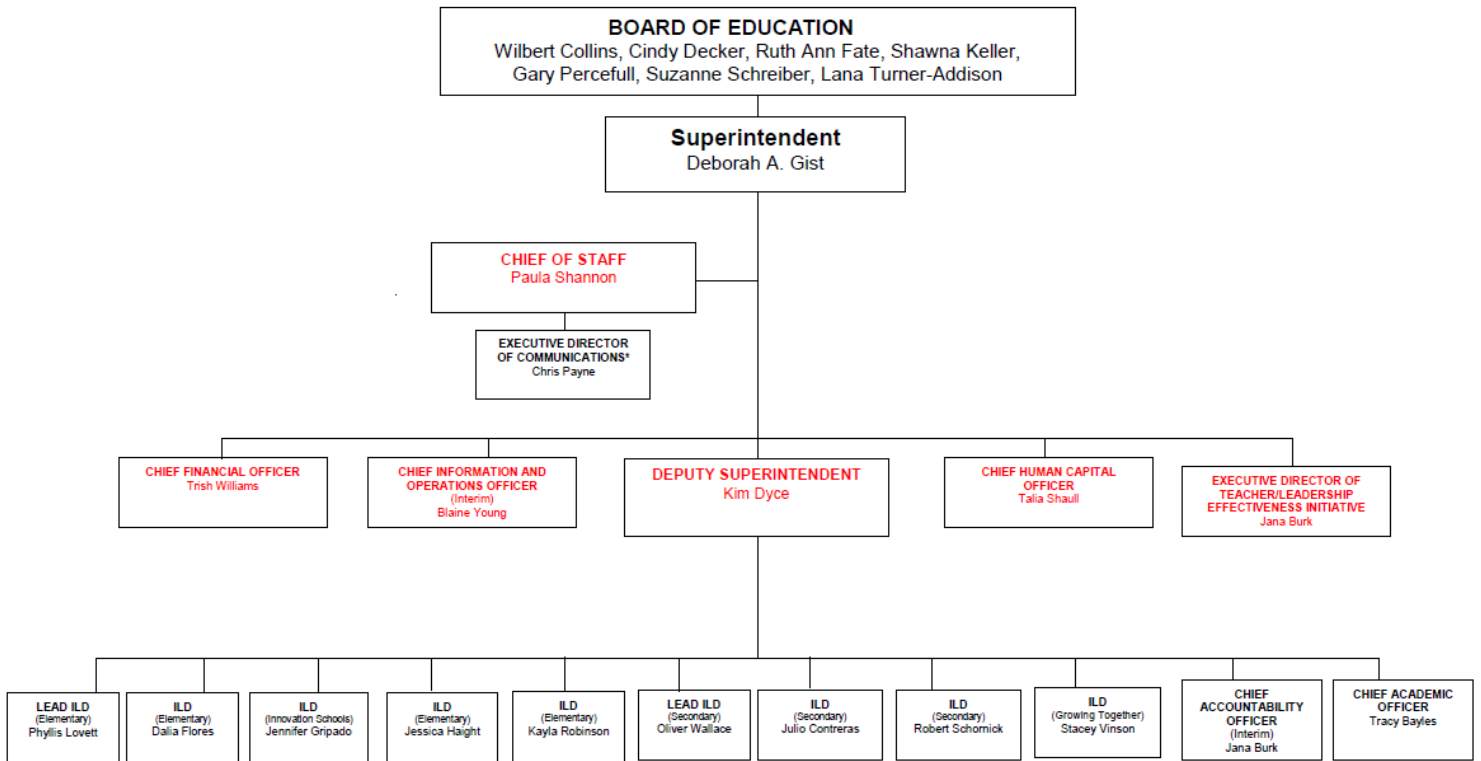 BOARD OF EDUCATION
Wilbert Collins, Cindy Decker, Ruth Ann Fate, Shawna Keller,
Gary Percefull, Suzanne Schreiber, Lana Turner-Addison
Superintendent
Deborah A. Gist
CHIEF OF STAFF
Paula Shannon
EXECUTIVE DIRECTOR
OF COMMUNICATIONS*
Chris Payne
CHIEF FINANCIAL OFFICER
Trish Williams
CHIEF INFORMATION AND
OPERATIONS OFFICER
(Interim)
Blaine Young
DEPUTY SUPERINTENDENT
Kim Dyce
CHIEF HUMAN CAPITAL
OFFICER
Talia Shaull
EXECUTIVE DIRECTOR OF
TEACHER/LEADERSHIP
EFFECTIVENESS INITIATIVE
Jana Burk
LEAD ILD
(Elementary)
Phyllis Lovett
ILD
(Elementary)
Dalia Flores
ILD
(Innovation Schools)
Jennifer Gripado
ILD
(Elementary)
Jessica Haight
ILD
(Elementary)
Kayla Robinson
LEAD ILD
(Secondary)
Oliver Wallace
ILD
(Secondary)
Julio Contreras
ILD
(Secondary)
Robert Schornick
ILD
(Growing Together)
Stacey Vinson
CHIEF
ACCOUNTABILITY
OFFICER
(Interim)
Jana Burk
CHIEF ACADEMIC
OFFICER
Tracy Bayles